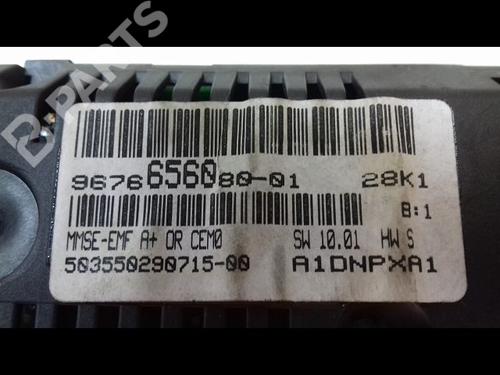 B-PARTS
9676656080-01 28K1
B:1
MMSE-EMF A+ OR CEM0 SW 10.01 HW S
503550290715-00 A1DNPXA1